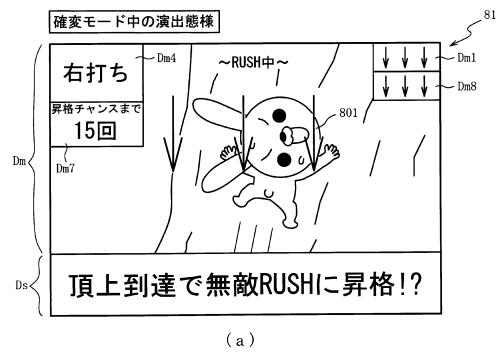 確変モード中の演出態様
81
右打ち
Dm4
～RUSH中～
Dm1
昇格チャンスまで
15回
Dm8
801
Dm
Dm7
Ds
頂上到達で無敵RUSHに昇格!?
(a)